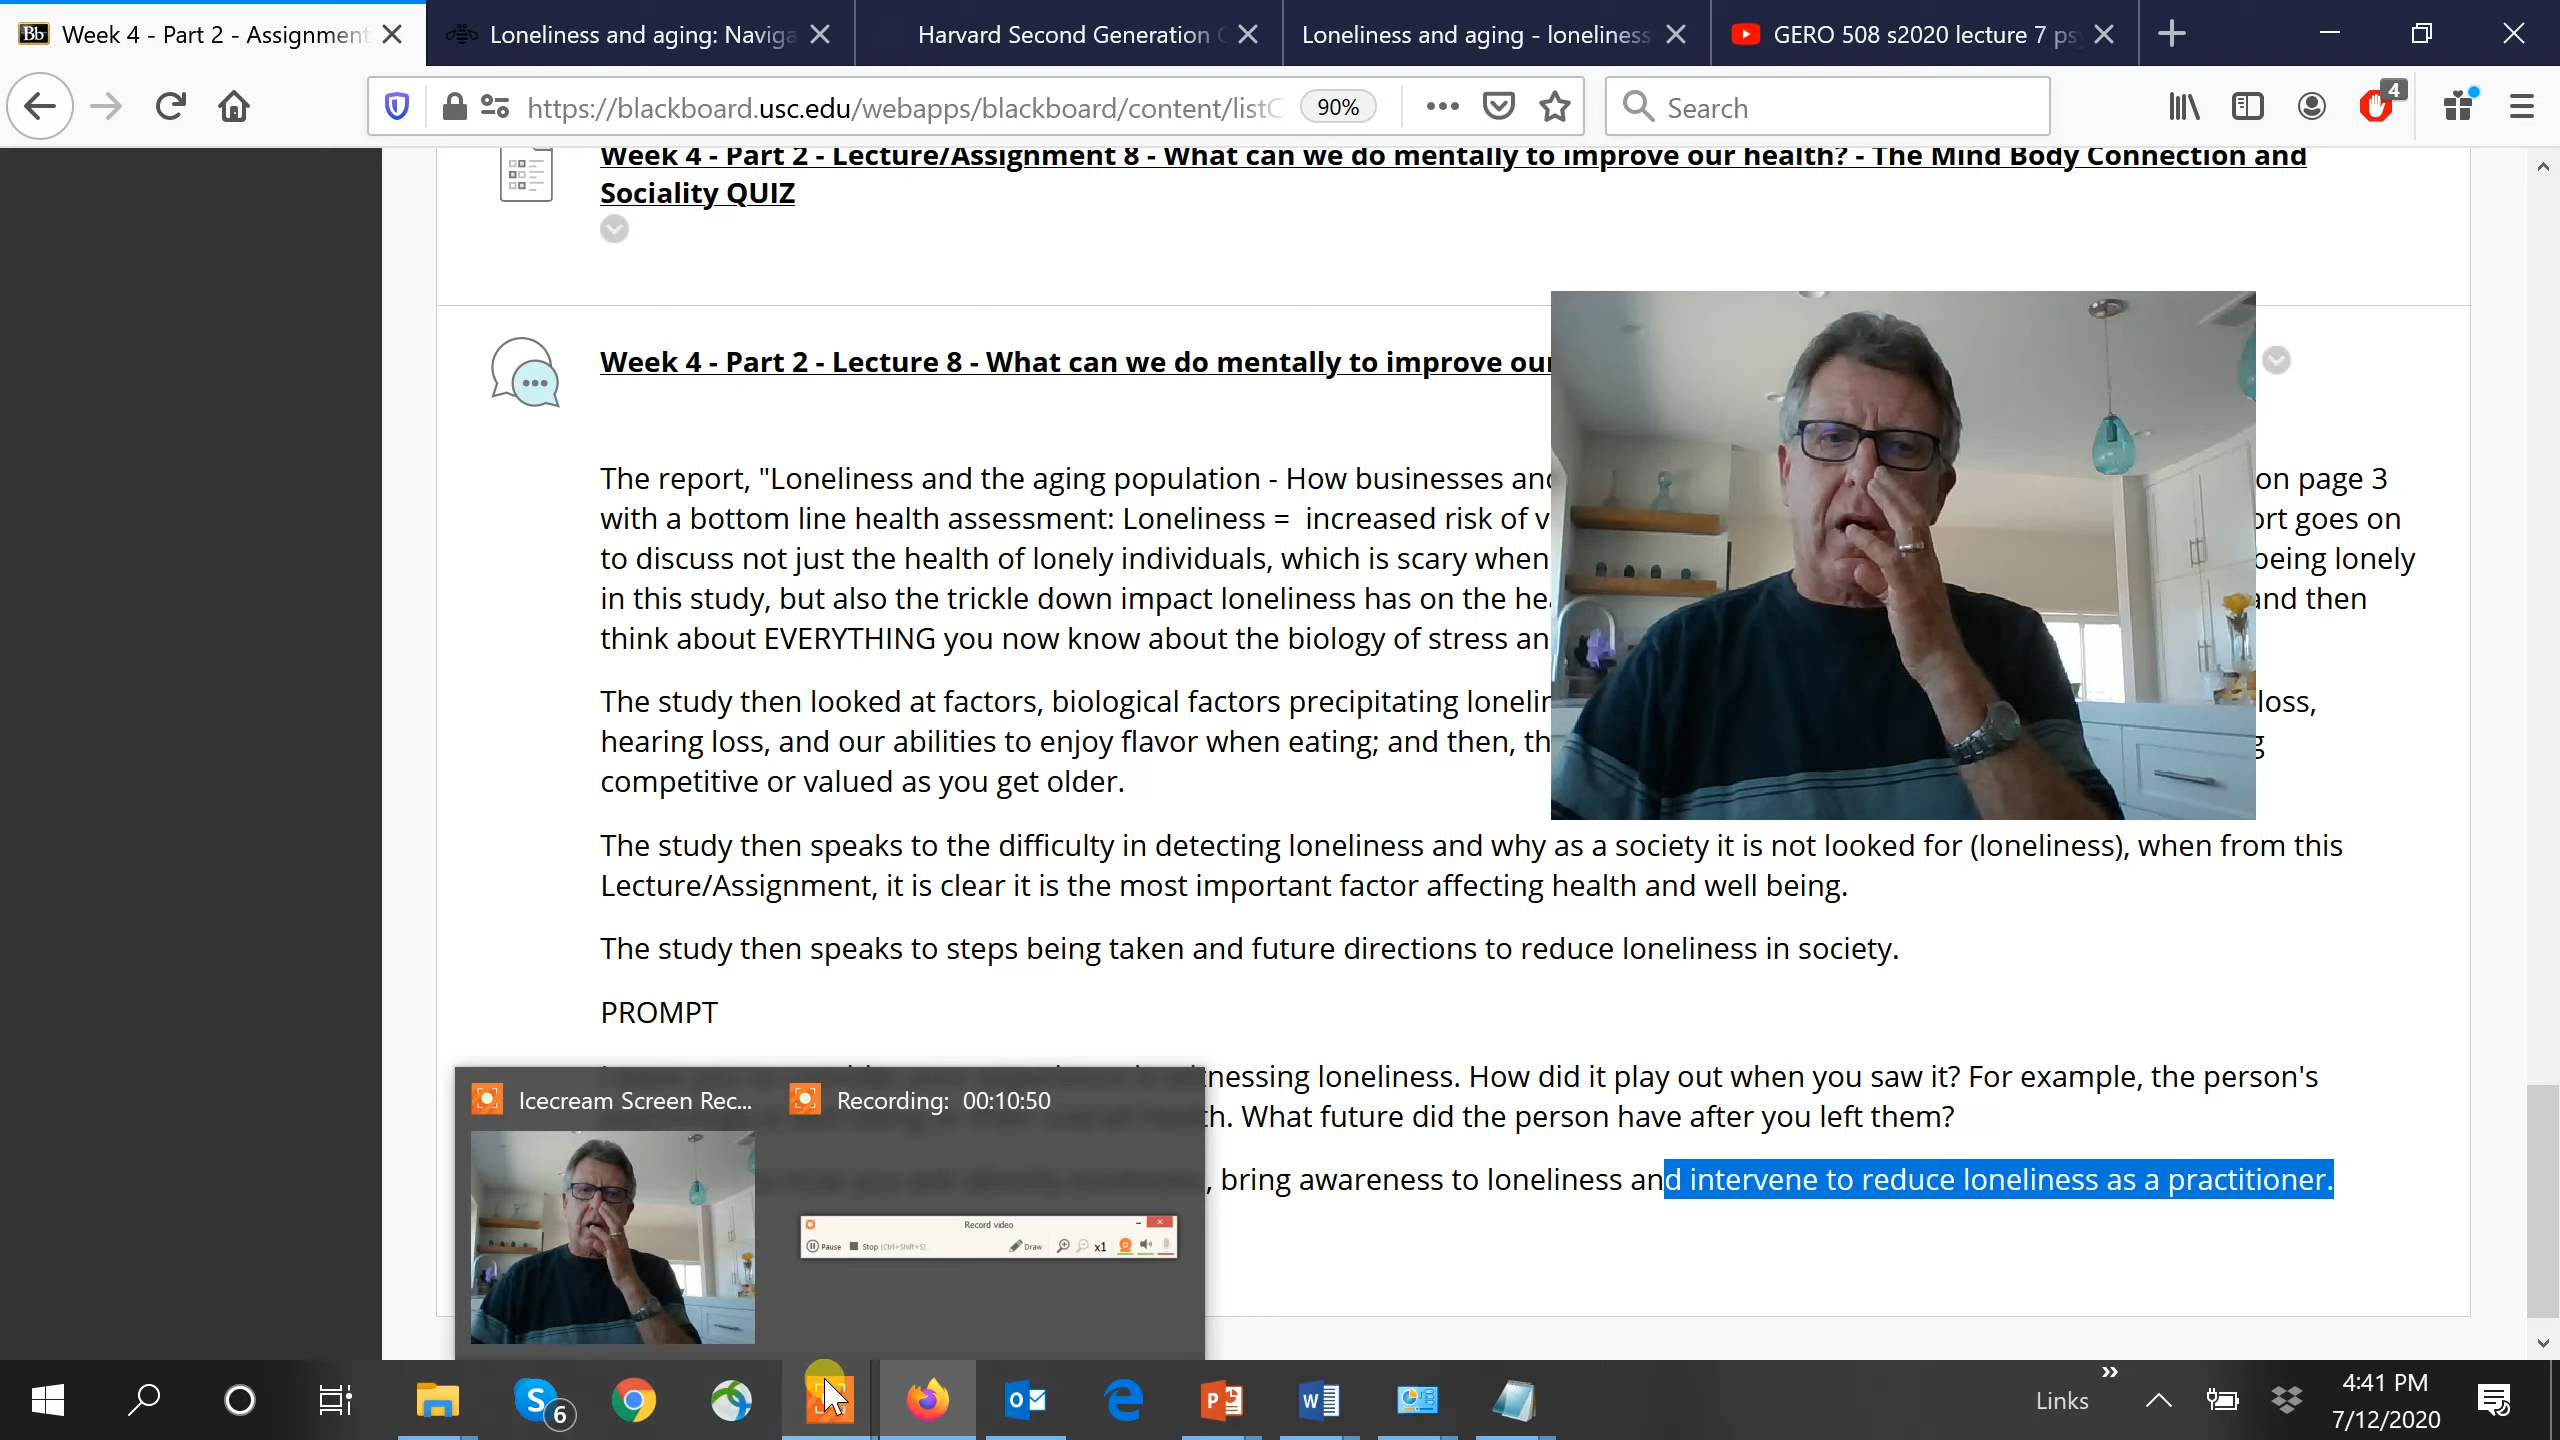 Week 4 - Part 2 - Assignment
Loneliness and aging: Naviga
Harvard Second Generation
Loneliness and aging - loneliness
GERO 508 s2020 lecture 7
https://blackboard.usc.edu/webapps/blackboard/content/list
90%
Search
4
Week 4 - Part 2 - Lecture/Assignment 8 - What can we do mentally to improve our health? - The Mind Body Connection and
Sociality QUIZ
Week 4 - Part 2 - Lecture 8 - What can we do mentally to improve our
The report, "Loneliness and the aging population - How businesses and on page 3
with a bottom line health assessment: Loneliness = increased risk of goes on
to discuss not just the health of lonely individuals, which is scary when being lonely
in this study, but also the trickle down impact loneliness has on the and then
think about EVERYTHING you now know about the biology of stress
The study then looked at factors, biological factors precipitating loss,
hearing loss, and our abilities to enjoy flavor when eating; and then,
competitive or valued as you get older.
The study then speaks to the difficulty in detecting loneliness and why as a society it is not looked for (loneliness), when from this
Lecture/Assignment, it is clear it is the most important factor affecting health and well being.
The study then speaks to steps being taken and future directions to reduce loneliness in society.
PROMPT
loneliness. How did it play out when you saw it? For example, the person's
What future did the person have after you left them?
, bring awareness to loneliness and intervene to reduce loneliness as a practitioner.
Icecream Screen Rec...
Recording: 00:10:50
Record video
Pause
Stop (Ctrl+Shift+S)
Draw
x1
6
Links
4:41 PM
7/12/2020